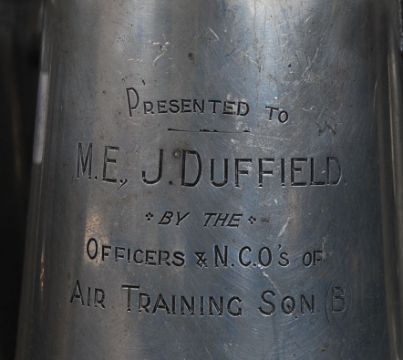 PRESENTED TO
M.E., J. DUFFIELD.
BY THE
OFFICERS & N.C.O'S OF
AIR TRAINING SQN. (B)